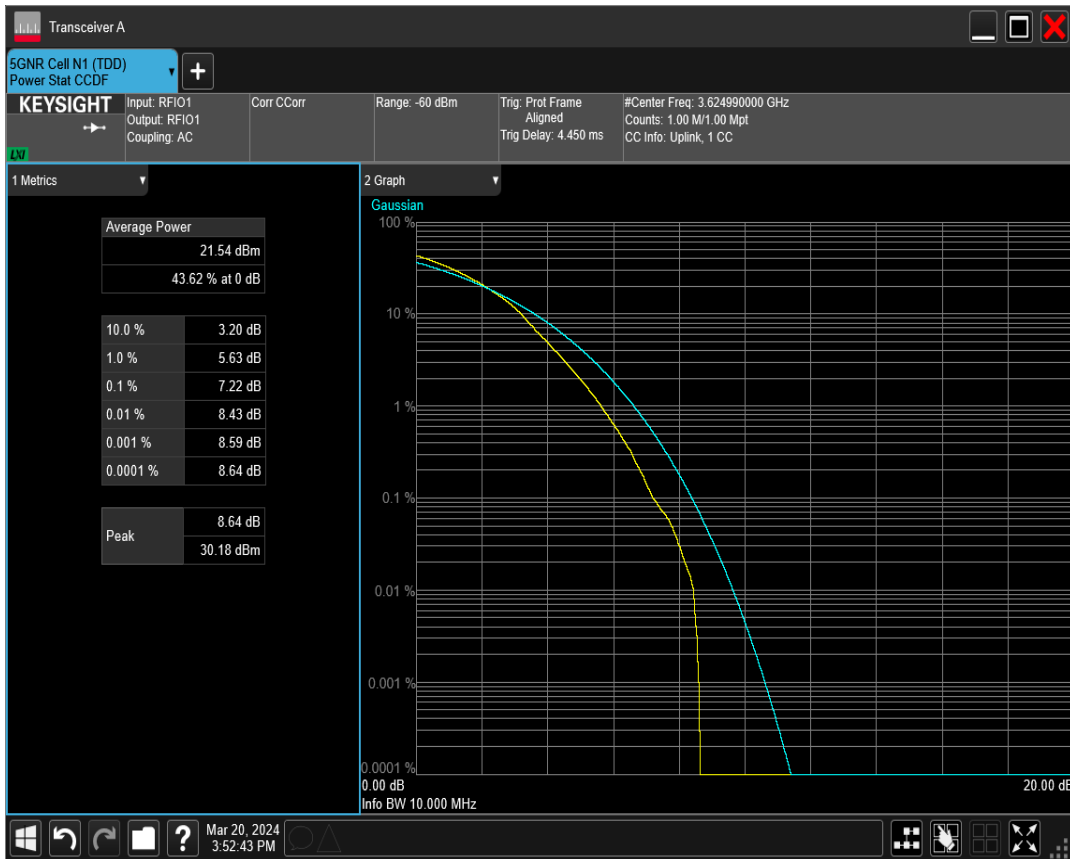 Transceiver A
5GNR Cell N1 (TDD)
Power Stat CCDF
KEYSIGHT
LXI
Input: RFIO1
Output: RFIO1
Coupling: AC
Corr CCorr
Range: -60 dBm
Trig: Prot Frame
Aligned
Trig Delay: 4.450 ms
#Center Freq: 3.624990000 GHz
Counts: 1.00 M/1.00 Mpt
CC Info: Uplink, 1 CC
1 Metrics
Average Power
21.54 dBm
43.62 % at 0 dB
10.0 % 3.20 dB
1.0 % 5.63 dB
0.1 % 7.22 dB
0.01 % 8.43 dB
0.001 % 8.59 dB
0.0001 % 8.64 dB
Peak
8.64 dB
30.18 dBm
2 Graph
Gaussian
100 %
10 %
1 %
0.1 %
0.01 %
0.001 %
0.0001 %
0.00 dB
20.00 dB
Info BW 10.000 MHz
?
Mar 20, 2024
3:52:43 PM